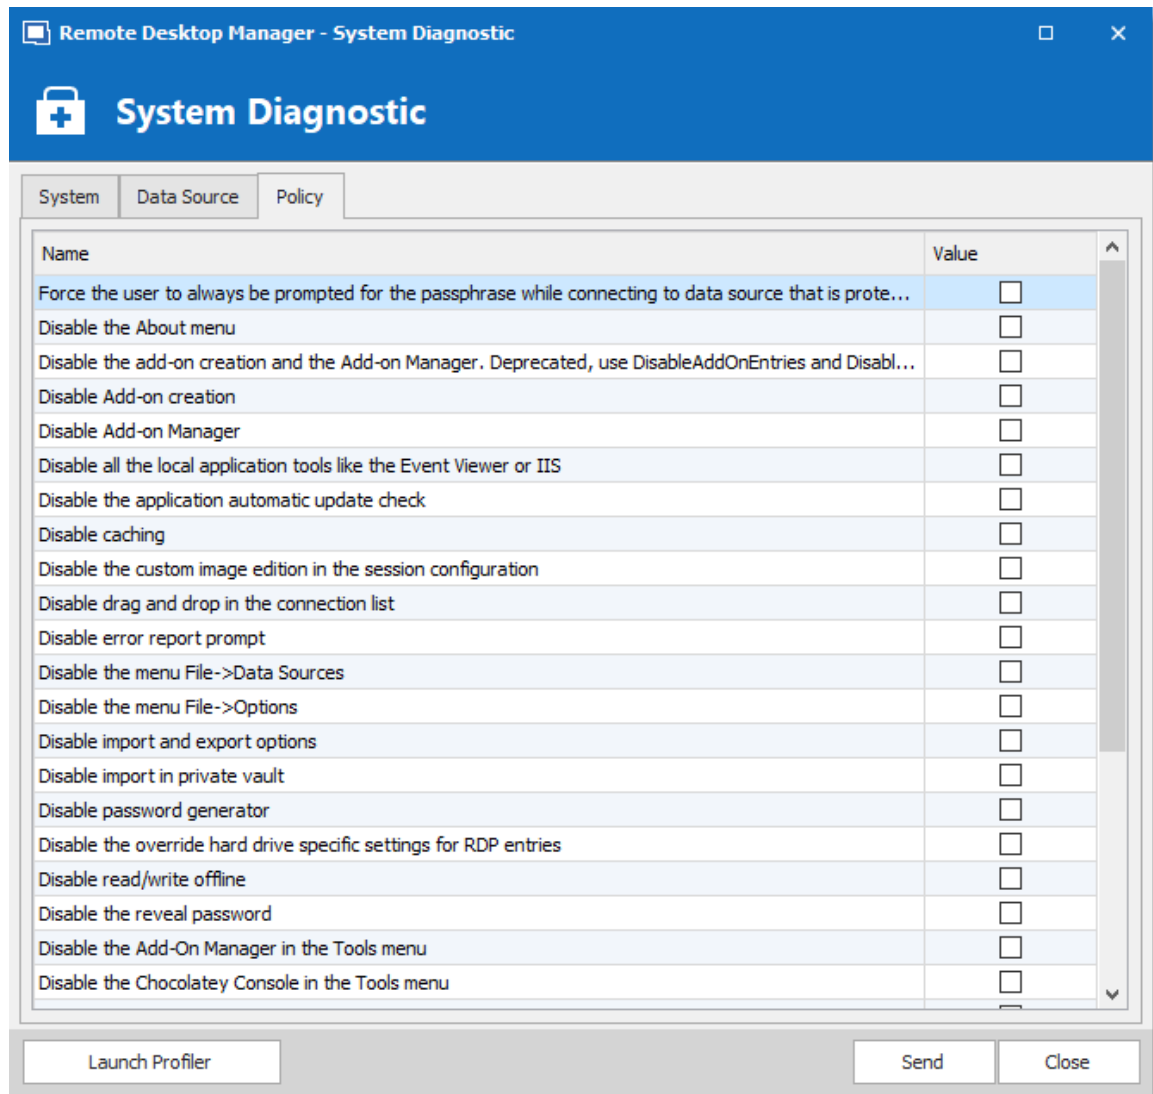 Remote Desktop Manager - System Diagnostic
System Diagnostic
System Data Source Policy
Name Value
Force the user to always be prompted for the passphrase while connecting to data source that is prote...
Disable the About menu
Disable the add-on creation and the Add-on Manager. Deprecated, use DisableAddOnEntries and Disabl...
Disable Add-on creation
Disable Add-on Manager
Disable all the local application tools like the Event Viewer or IIS
Disable the application automatic update check
Disable caching
Disable the custom image edition in the session configuration
Disable drag and drop in the connection list
Disable error report prompt
Disable the menu File->Data Sources
Disable the menu File->Options
Disable import and export options
Disable import in private vault
Disable password generator
Disable the override hard drive specific settings for RDP entries
Disable read/write offline
Disable the reveal password
Disable the Add-On Manager in the Tools menu
Disable the Chocolatey Console in the Tools menu
Launch Profiler Send Close